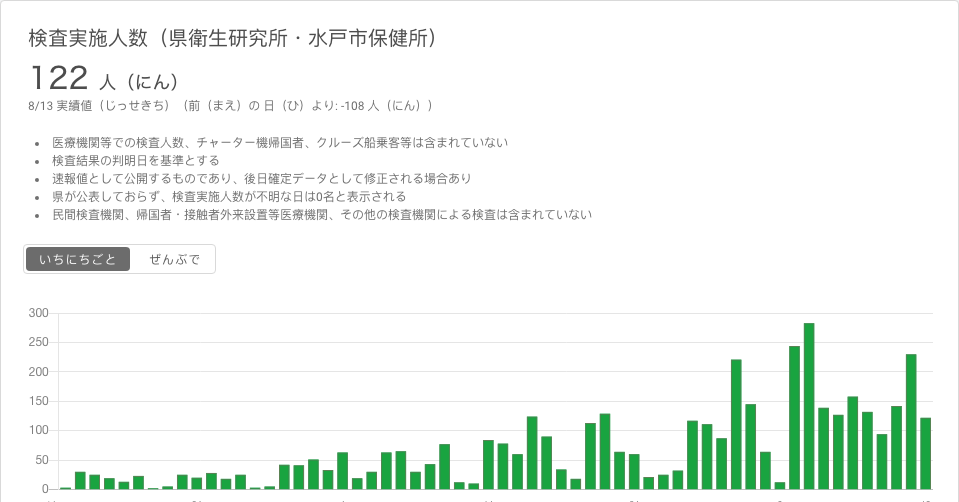 検査実施人数（県衛生研究所・水戸市保健所）
122 人（にん）
8/13 実績値（じっせきち）（前（まえ）の 日（ひ）より: -108 人（にん））
• 医療機関等での検査人数、チャーター機帰国者、クルーズ船乗客等は含まれていない
• 検査結果の判明日を基準とする
• 速報値として公開するものであり、後日確定データとして修正される場合あり
• 県が公表しておらず、検査実施人数が不明な日は0名と表示される
• 民間検査機関、帰国者・接触者外来設置等医療機関、その他の検査機関による検査は含まれていない
いちにちごと ぜんぶで
300
250
200
150
100
50
0